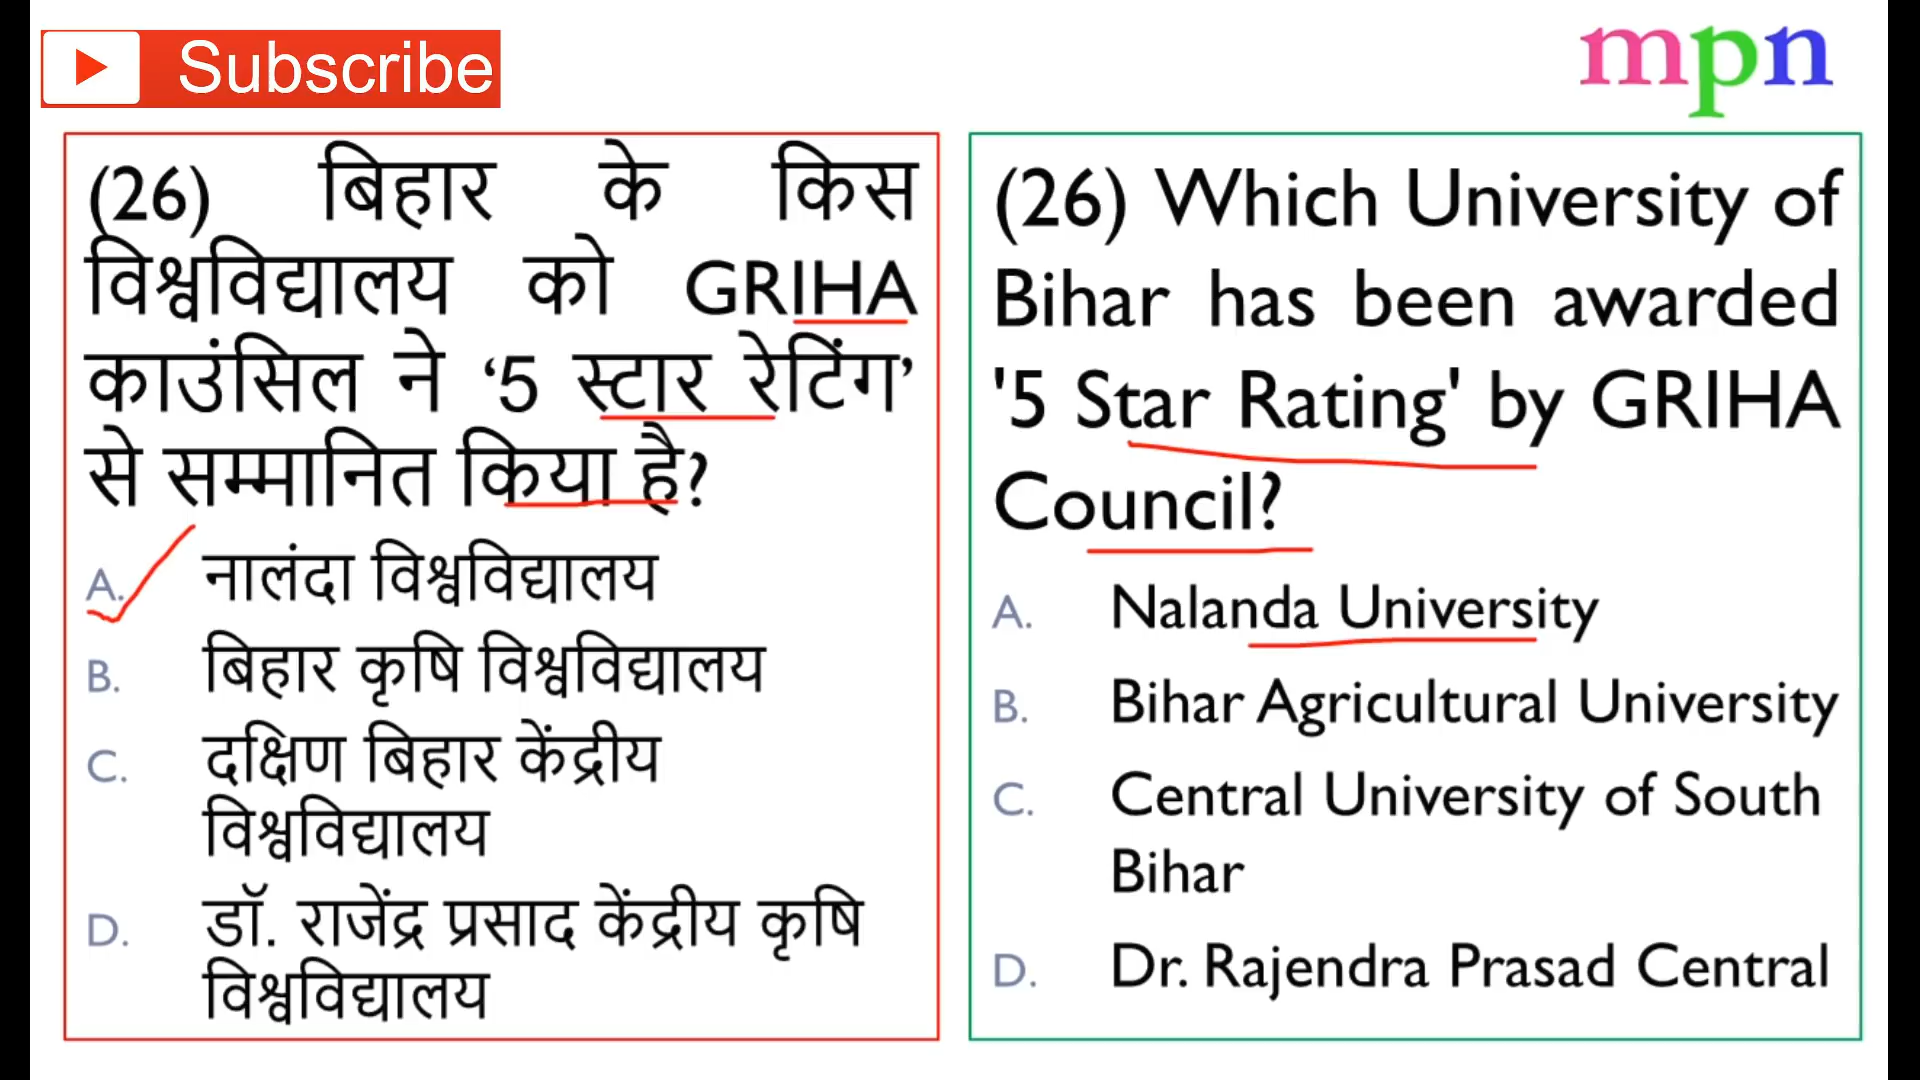 Subscribe
mpn
(26) बिहार के किस
विश्वविद्यालय को GRIHA
काउंसिल ने ‘5 स्टार रेटिंग’
से सम्मानित किया है?
A. नालंदा विश्वविद्यालय
B. बिहार कृषि विश्वविद्यालय
C. दक्षिण बिहार केंद्रीय
विश्वविद्यालय
D. डॉ. राजेंद्र प्रसाद केंद्रीय कृषि
विश्वविद्यालय
(26) Which University of
Bihar has been awarded
'5 Star Rating' by GRIHA
Council?
A. Nalanda University
B. Bihar Agricultural University
C. Central University of South
Bihar
D. Dr. Rajendra Prasad Central